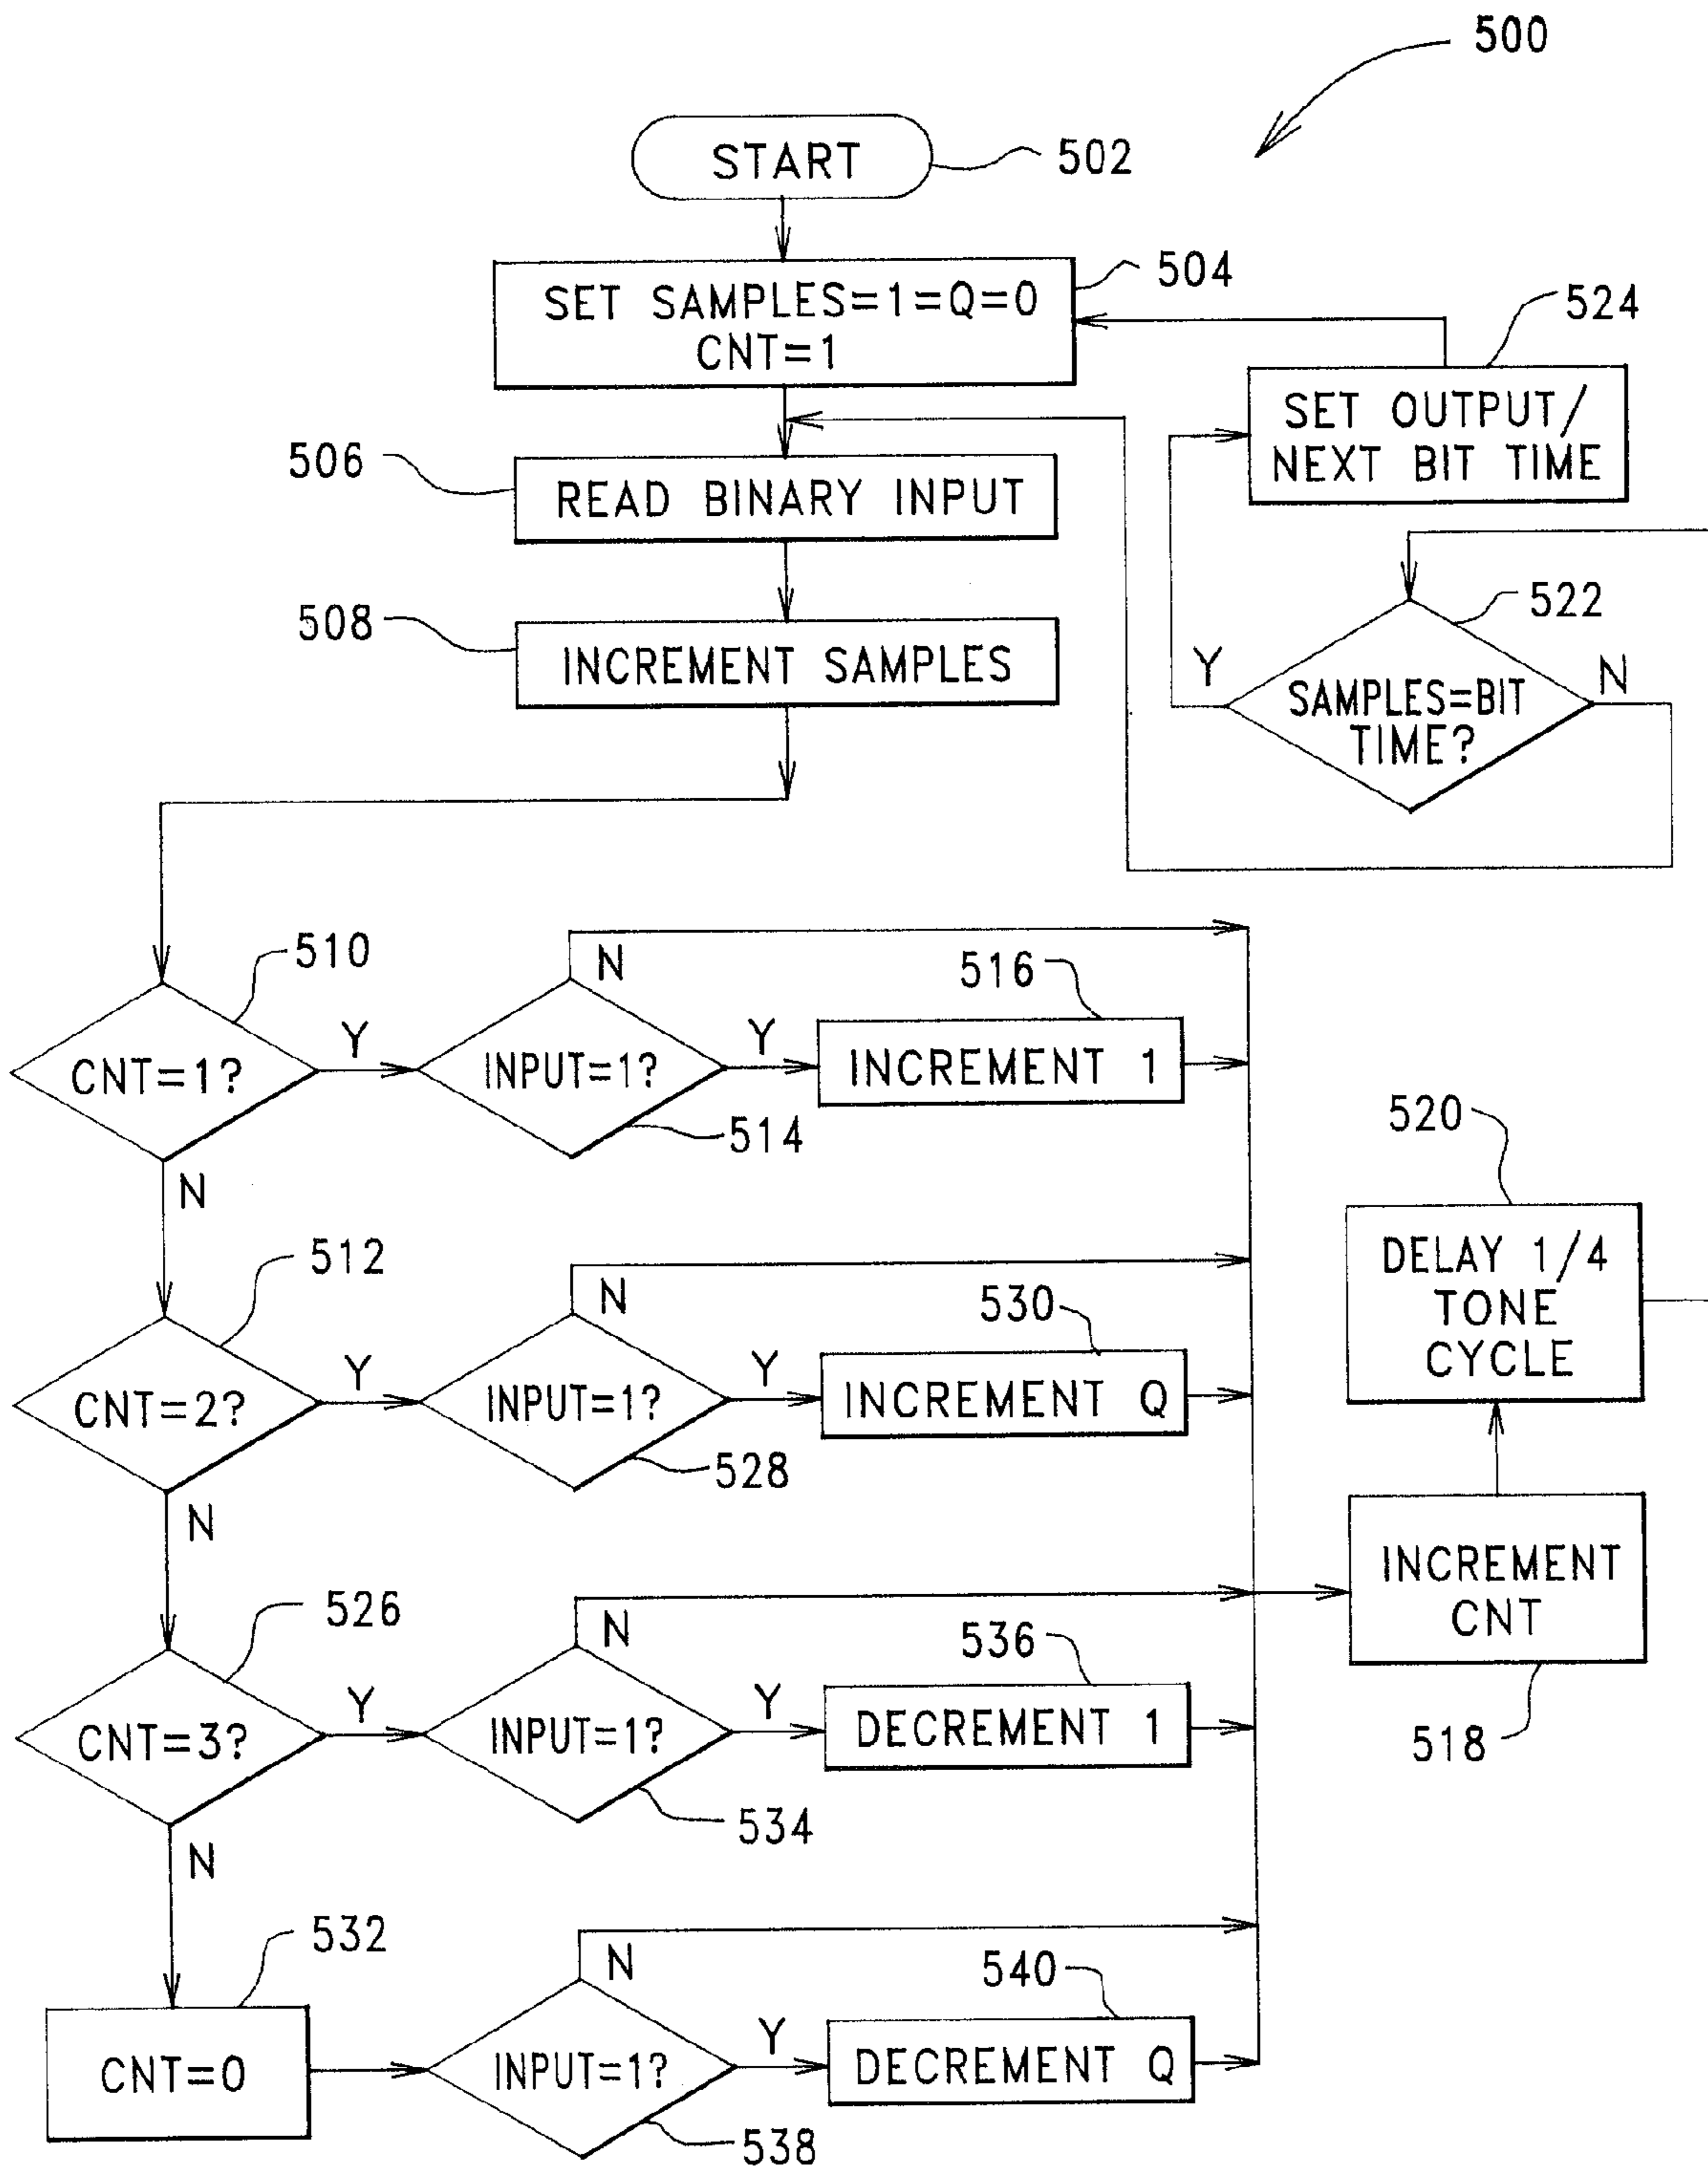 500
START
502
SET SAMPLES=1=Q=0
CNT=1
504
524
SET OUTPUT/
NEXT BIT TIME
506
READ BINARY INPUT
508
INCREMENT SAMPLES
522
Y
SAMPLES=BIT
TIME?
N
510
CNT=1?
Y
N
INPUT=1?
514
Y
516
INCREMENT 1
N
512
CNT=2?
Y
N
INPUT=1?
528
Y
530
INCREMENT Q
520
DELAY 1/4
TONE
CYCLE
N
526
CNT=3?
Y
N
INPUT=1?
534
Y
536
DECREMENT 1
INCREMENT
CNT
518
N
532
CNT=0
N
INPUT=1?
538
Y
540
DECREMENT Q